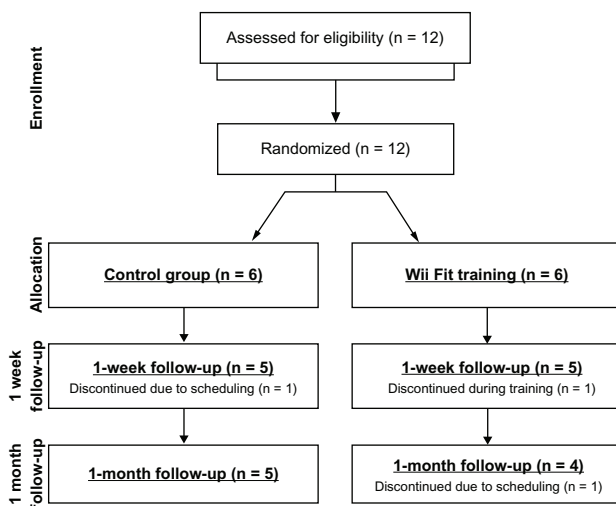 Enrollment
Assessed for eligibility (n = 12)
Randomized (n = 12)
Allocation
Control group (n = 6)
Wii Fit training (n = 6)
1 week
follow-up
1-week follow-up (n = 5)
Discontinued due to scheduling (n = 1)
1-week follow-up (n = 5)
Discontinued during training (n = 1)
1 month
follow-up
1-month follow-up (n = 5)
1-month follow-up (n = 4)
Discontinued due to scheduling (n = 1)